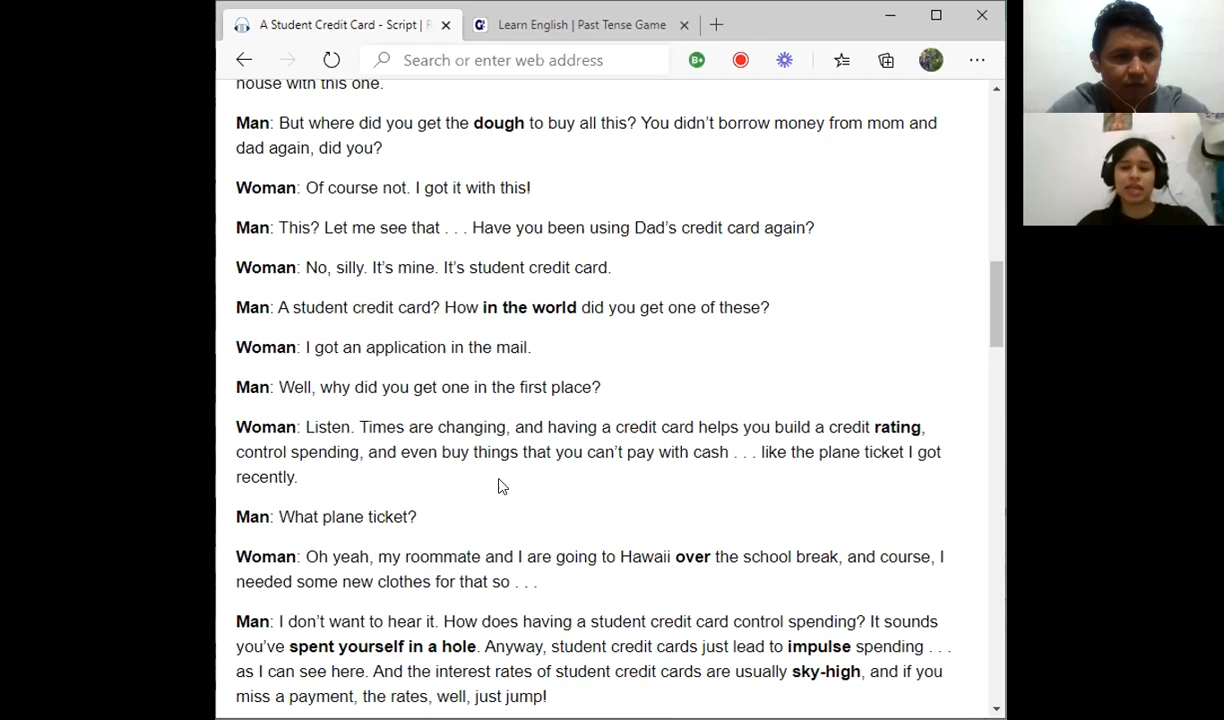 A Student Credit Card - Script |
Learn English | Past Tense Game
Search or enter web address
B+
house with this one.
Man: But where did you get the dough to buy all this? You didn't borrow money from mom and
dad again, did you?
Woman: Of course not. I got it with this!
Man: This? Let me see that . . . Have you been using Dad's credit card again?
Woman: No, silly. It's mine. It's student credit card.
Man: A student credit card? How in the world did you get one of these?
Woman: I got an application in the mail.
Man: Well, why did you get one in the first place?
Woman: Listen. Times are changing, and having a credit card helps you build a credit rating,
control spending, and even buy things that you can't pay with cash . . . like the plane ticket I got
recently.
Man: What plane ticket?
Woman: Oh yeah, my roommate and I are going to Hawaii over the school break, and course, I
needed some new clothes for that so . . .
Man: I don't want to hear it. How does having a student credit card control spending? It sounds
you've spent yourself in a hole. Anyway, student credit cards just lead to impulse spending . . .
as I can see here. And the interest rates of student credit cards are usually sky-high, and if you
miss a payment, the rates, well, just jump!